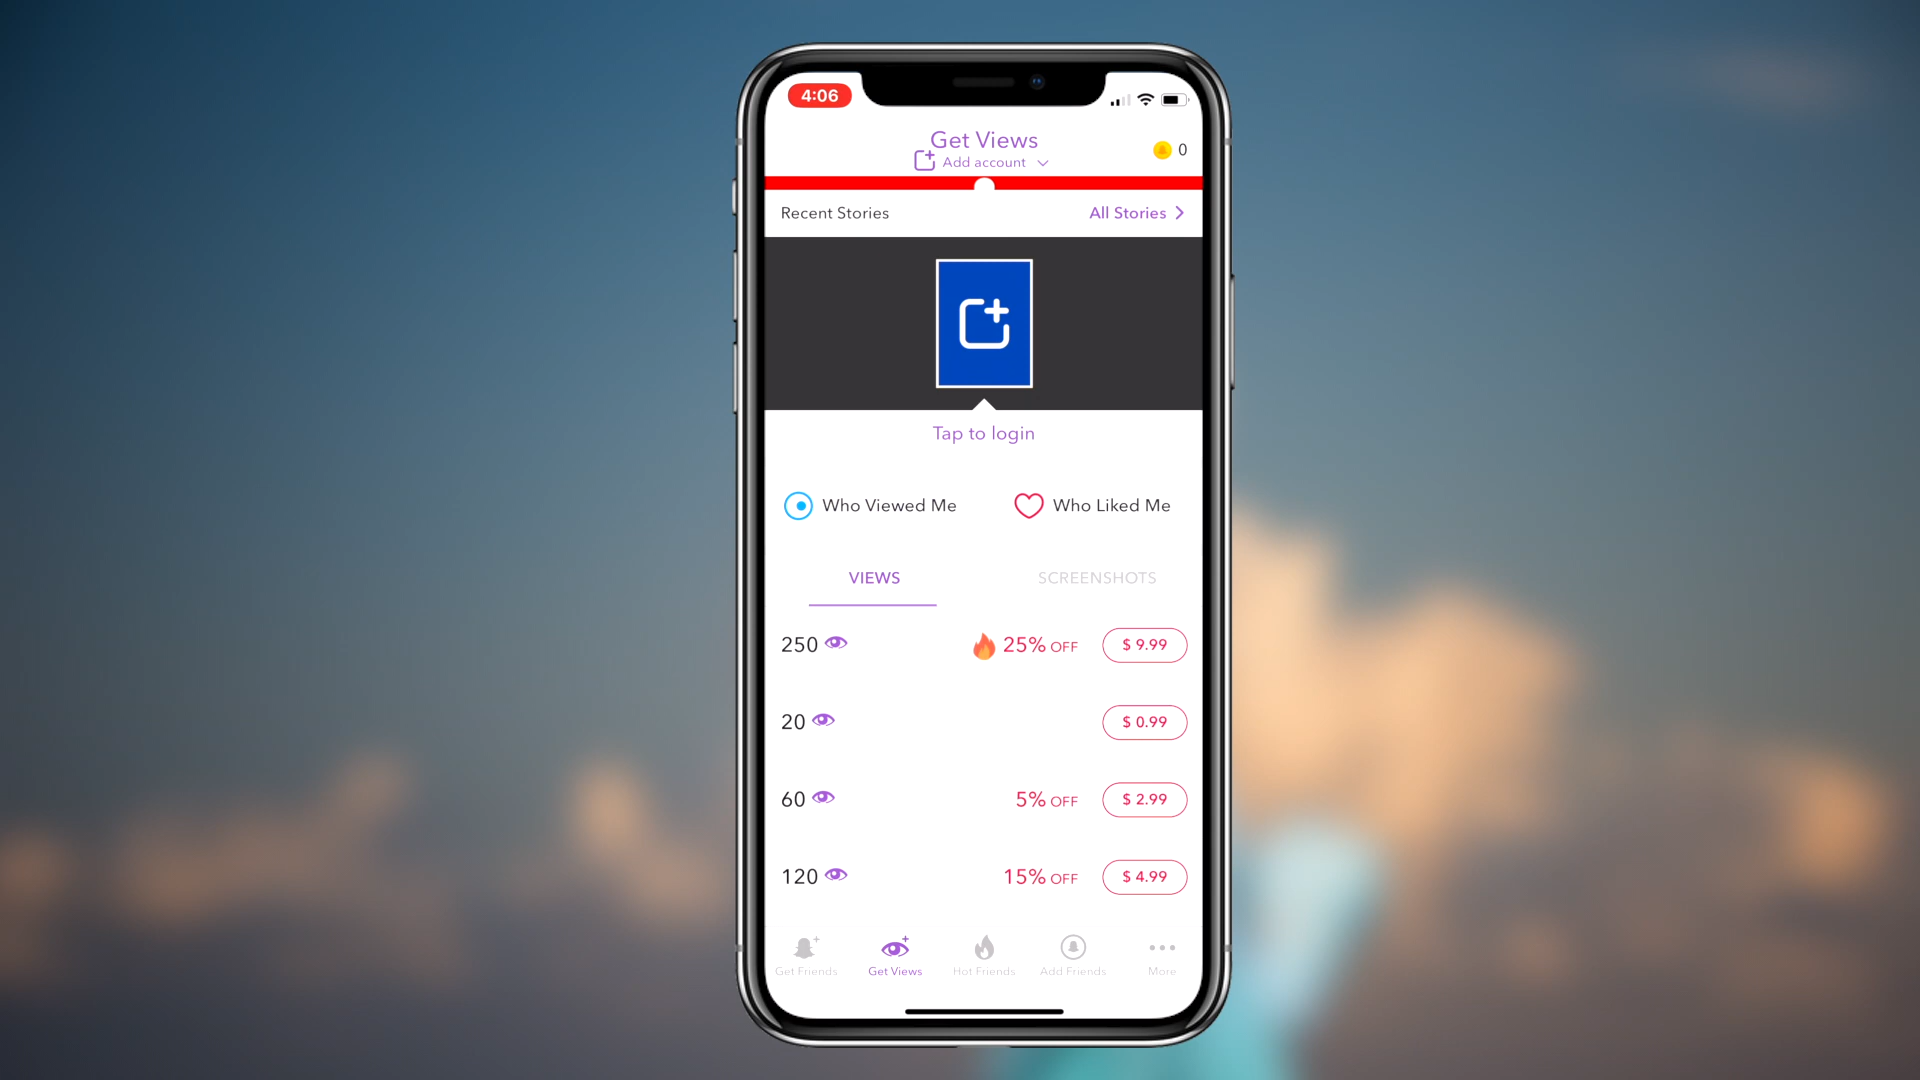 4:06
Get Views
Add account
0
Recent Stories
All Stories
Tap to login
Who Viewed Me
Who Liked Me
VIEWS
SCREENSHOTS
250
25% OFF
$ 9.99
20
$ 0.99
60
5% OFF
$ 2.99
120
15% OFF
$ 4.99
Get Friends
Get Views
Hot Friends
Add Friends
More